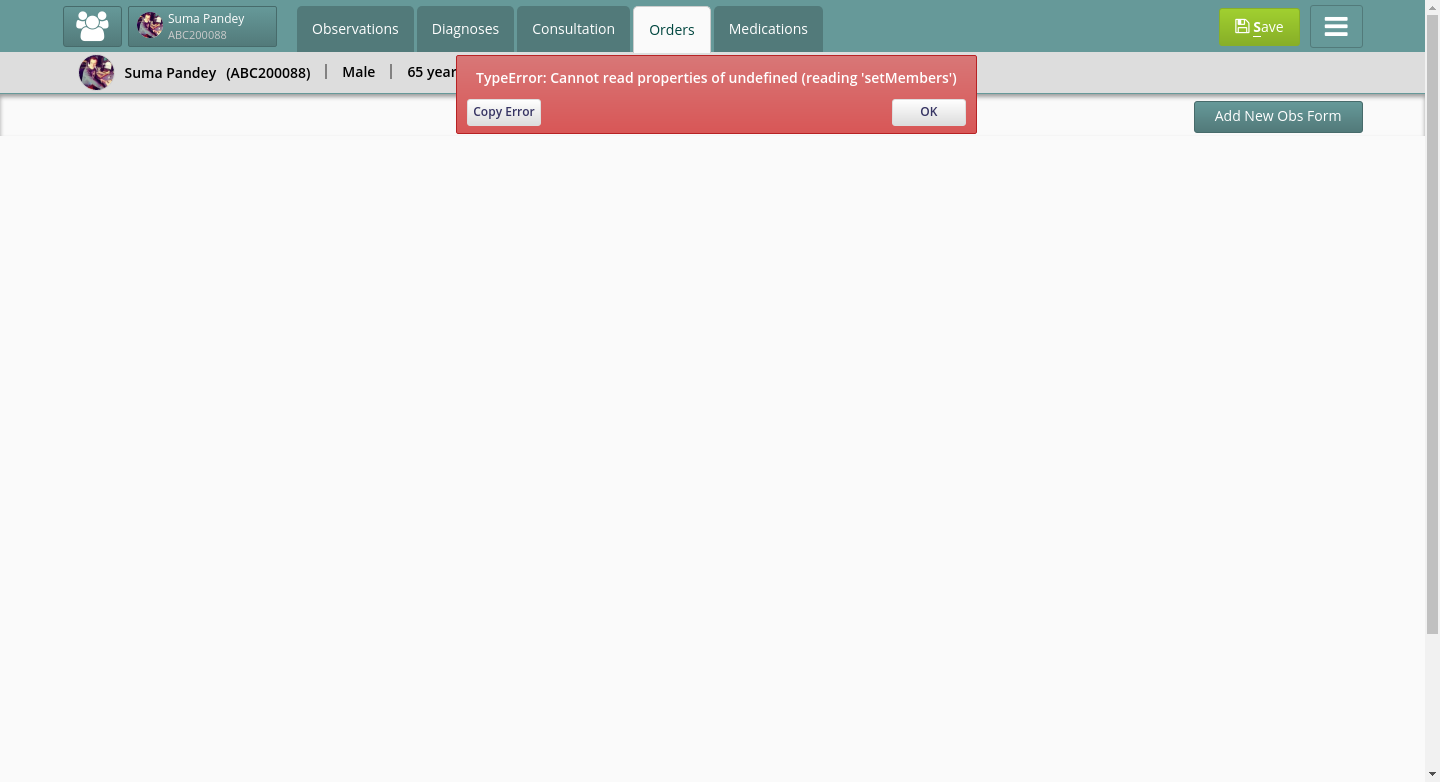 Suma Pandey
ABC200088
Observations
Diagnoses
Consultation
Orders
Medications
Save
Suma Pandey (ABC200088) | Male | 65 year
TypeError: Cannot read properties of undefined (reading 'setMembers')
Copy Error
OK
Add New Obs Form